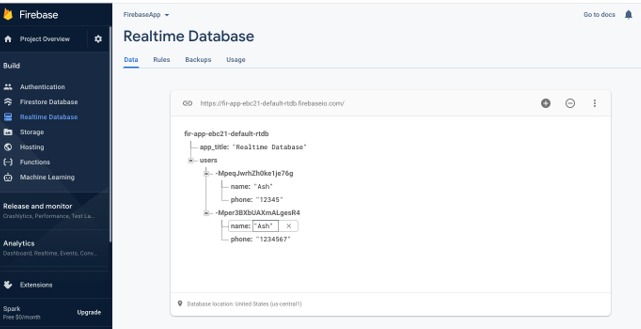 Firebase
FirebaseApp
Go to docs
Project Overview
Realtime Database
Data Rules Backups Usage
Build
Authentication
Firestore Database
Realtime Database
Storage
Hosting
Functions
Machine Learning
Release and monitor
Crashlytics, Performance, Test La...
Analytics
Dashboard, Realtime, Events, Conv...
Extensions
Spark
Free $0/month
Upgrade
https://fir-app-ebc21-default-rtdb.firebaseio.com/
fir-app-ebc21-default-rtdb
app_title: "Realtime Database"
users
-MpeqJwrhZh0ke1je76g
name: "Ash"
phone: "12345"
-Mper3BXbUAXmALgesR4
name: "Ash" ×
phone: "1234567"
Database location: United States (us-central1)